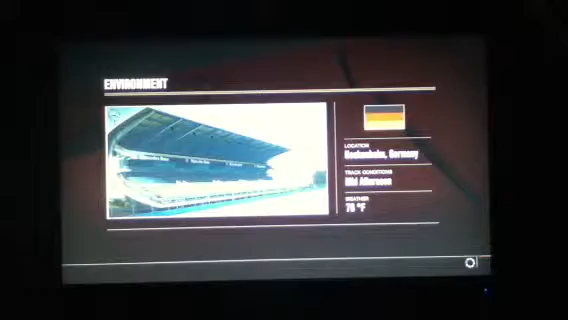 ENVIRONMENT
LOCATION
Hockenheim, Germany
TRACK CONDITIONS
Mid Afternoon
WEATHER
78 °F